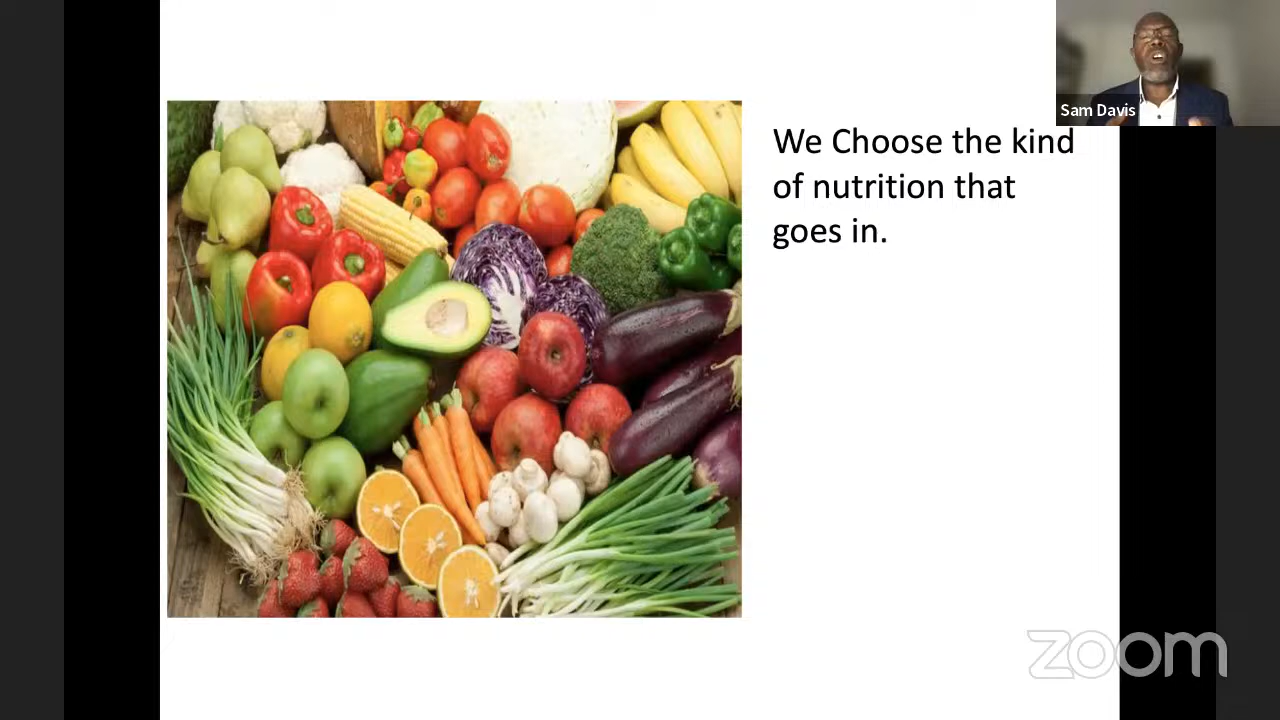 Sam Davis
We Choose the kind
of nutrition that
goes in.
zoom